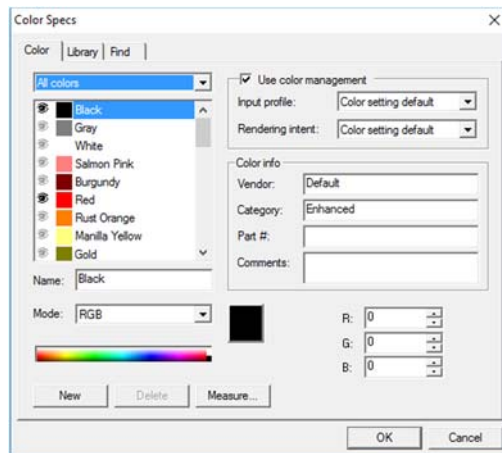 Color Specs
Color Library Find
All colors
Black
Gray
White
Salmon Pink
Burgundy
Red
Rust Orange
Manilla Yellow
Gold
Name: Black
Mode: RGB
New Delete Measure...
Use color management
Input profile: Color setting default
Rendering intent: Color setting default
Color info
Vendor: Default
Category: Enhanced
Part #:
Comments:
R: 0
G: 0
B: 0
OK Cancel